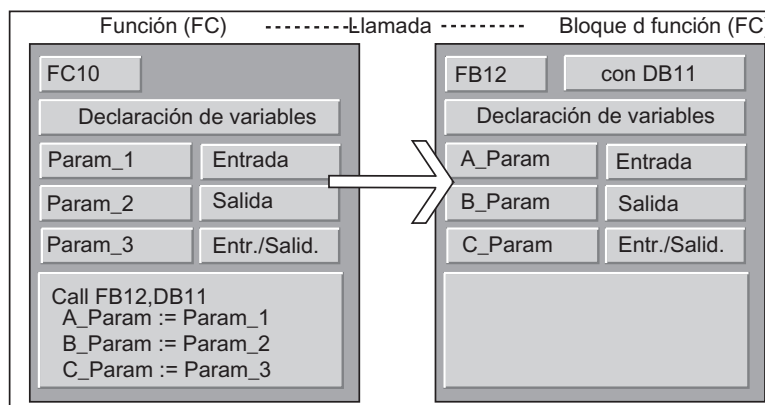 Función (FC) ----------Llamada -------- Bloque d función (FC)
FC10
Declaración de variables
Param_1 Entrada
Param_2 Salida
Param_3 Entr./Salid.
Call FB12,DB11
A_Param := Param_1
B_Param := Param_2
C_Param := Param_3
FB12 con DB11
Declaración de variables
A_Param Entrada
B_Param Salida
C_Param Entr./Salid.